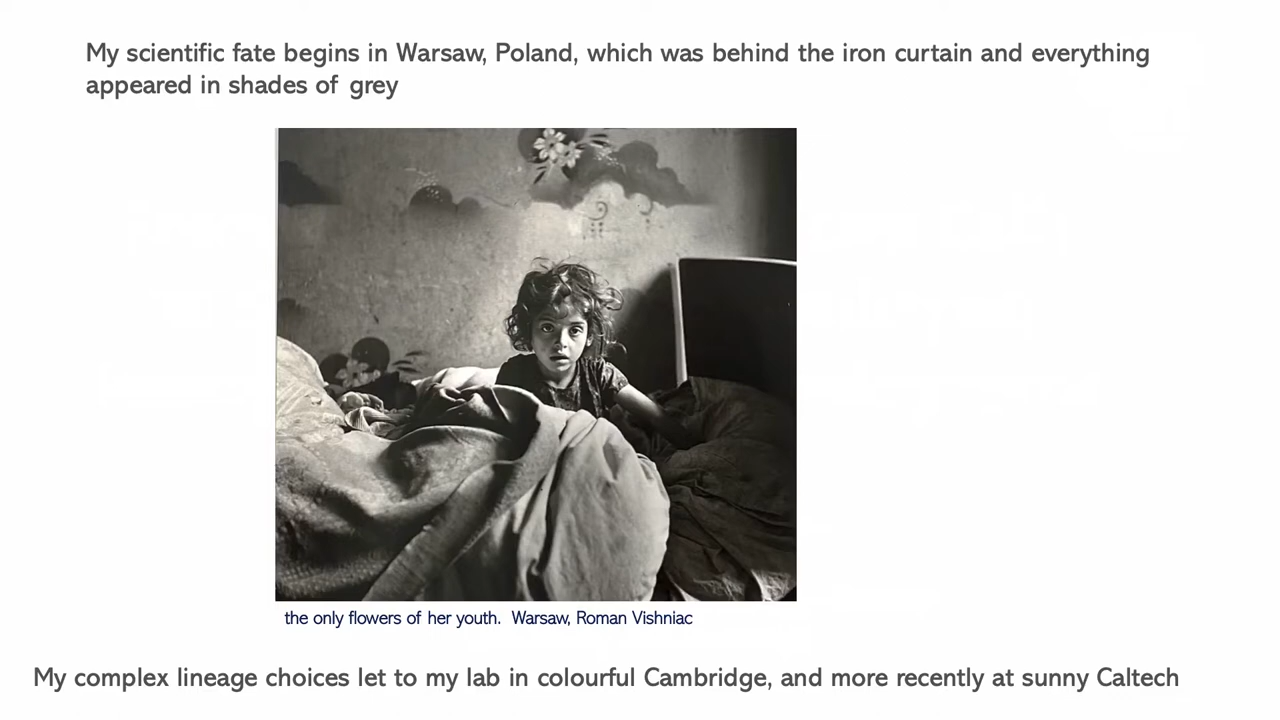 My scientific fate begins in Warsaw, Poland, which was behind the iron curtain and everything
appeared in shades of grey
the only flowers of her youth. Warsaw, Roman Vishniac
My complex lineage choices let to my lab in colourful Cambridge, and more recently at sunny Caltech